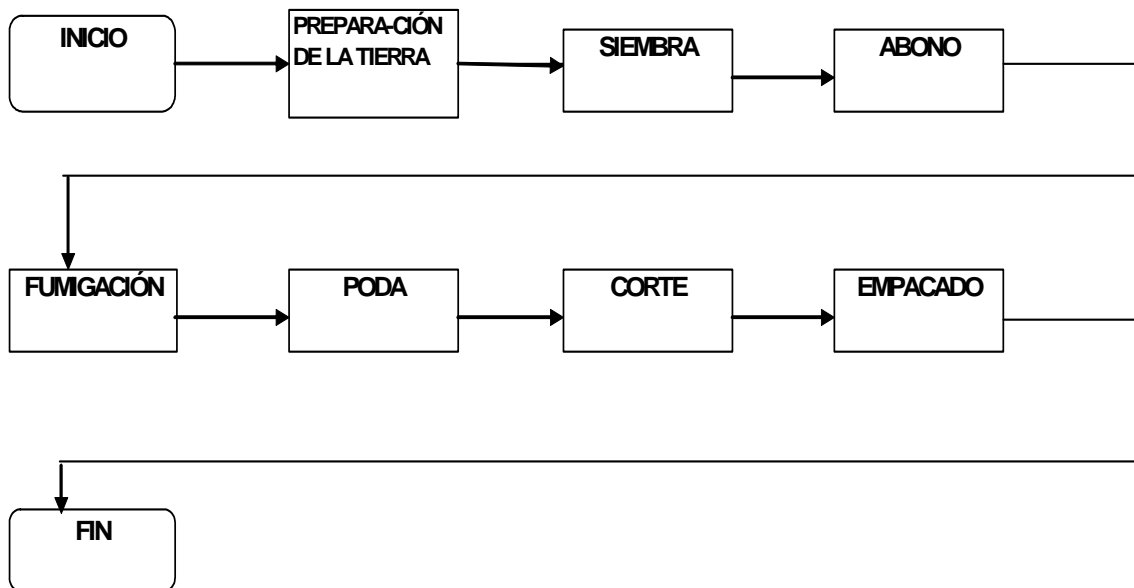 INICIO
PREPARA-CIÓN
DE LA TIERRA
SIEMBRA
ABONO
FUMIGACIÓN
PODA
CORTE
EMPACADO
FIN